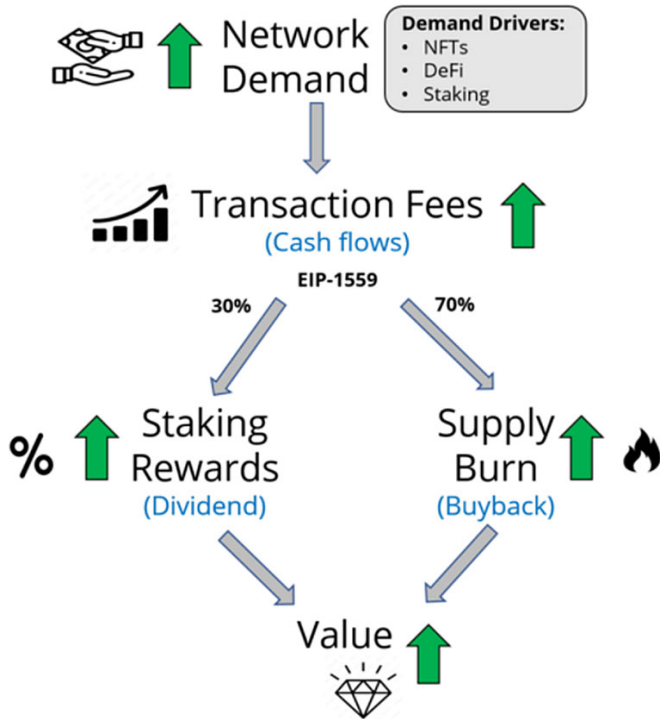 Network
Demand
Demand Drivers:
• NFTs
• DeFi
• Staking
Transaction Fees
(Cash flows)
EIP-1559
30%
70%
Staking
Rewards
(Dividend)
%
Supply
Burn
(Buyback)
Value